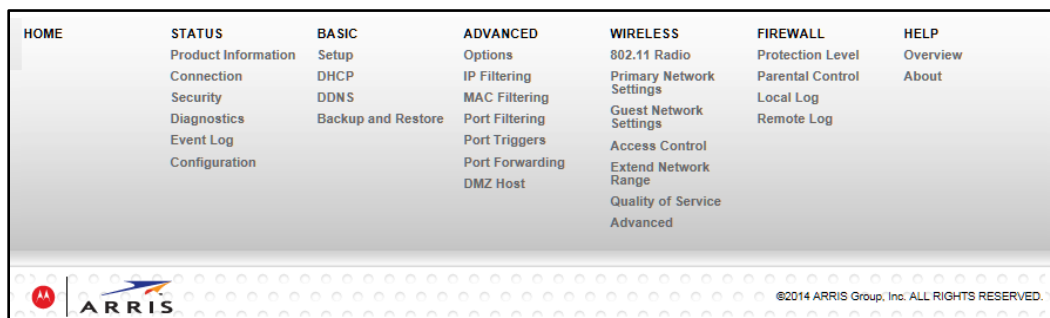 HOME
STATUS
Product Information
Connection
Security
Diagnostics
Event Log
Configuration
BASIC
Setup
DHCP
DDNS
Backup and Restore
ADVANCED
Options
IP Filtering
MAC Filtering
Port Filtering
Port Triggers
Port Forwarding
DMZ Host
WIRELESS
802.11 Radio
Primary Network
Settings
Guest Network
Settings
Access Control
Extend Network
Range
Quality of Service
Advanced
FIREWALL
Protection Level
Parental Control
Local Log
Remote Log
HELP
Overview
About
ARRIS
©2014 ARRIS Group, Inc. ALL RIGHTS RESERVED.